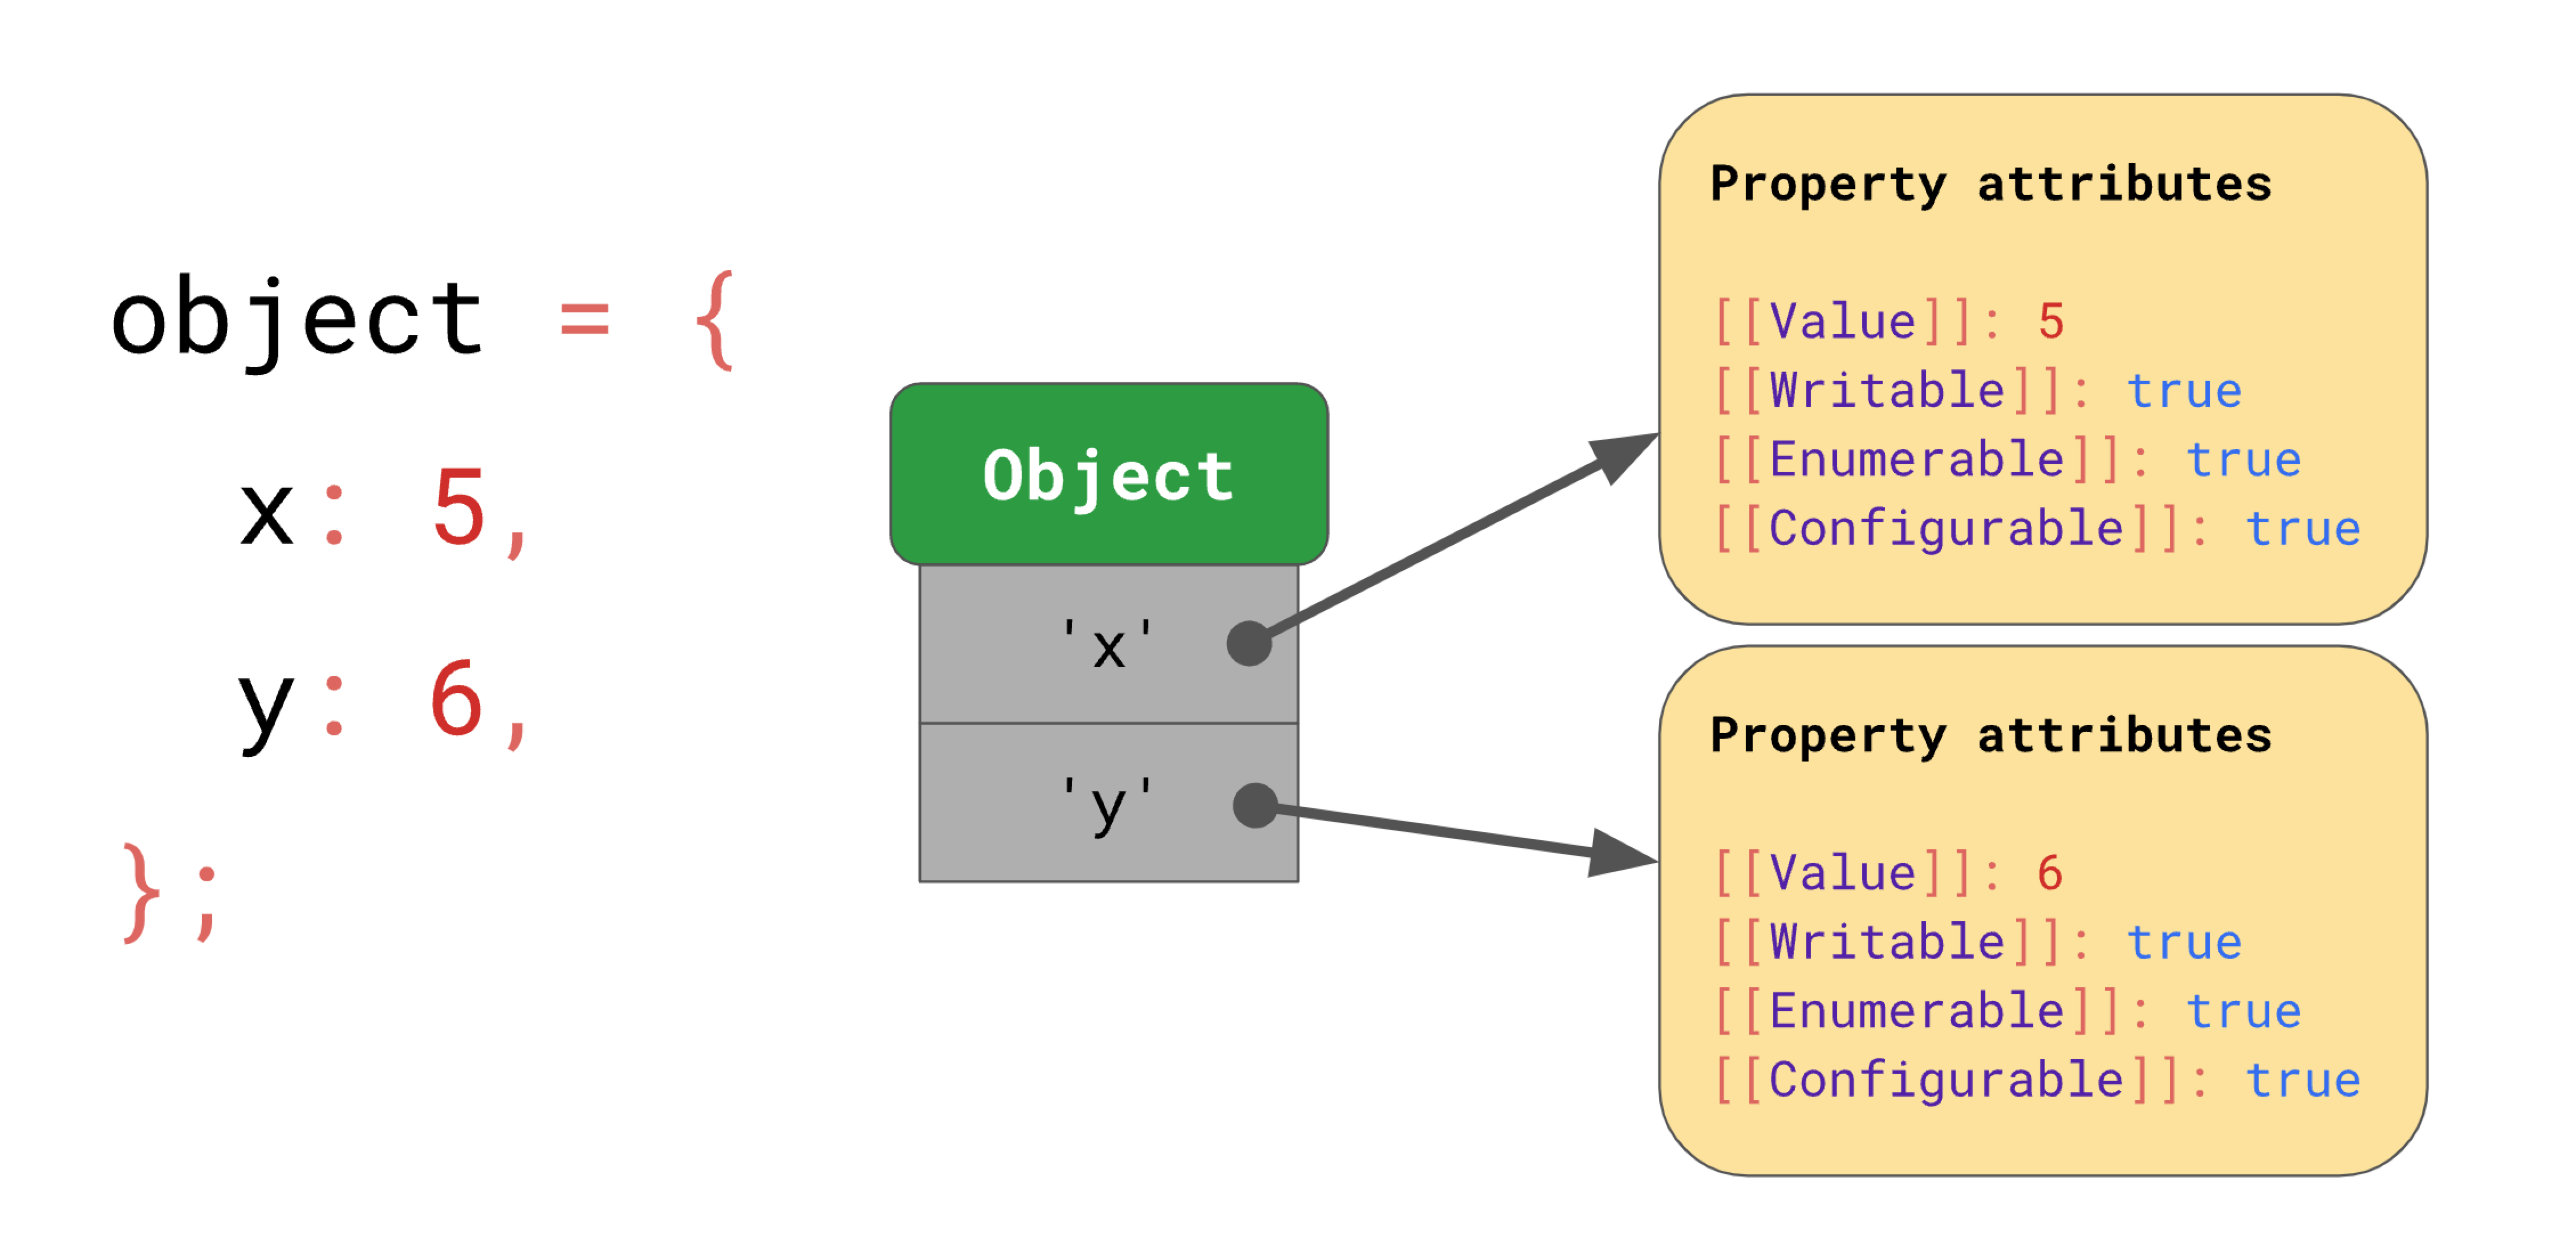 object = {
x: 5,
y: 6,
};
Object
'x'
'y'
Property attributes
[[Value]]: 5
[[Writable]]: true
[[Enumerable]]: true
[[Configurable]]: true
Property attributes
[[Value]]: 6
[[Writable]]: true
[[Enumerable]]: true
[[Configurable]]: true